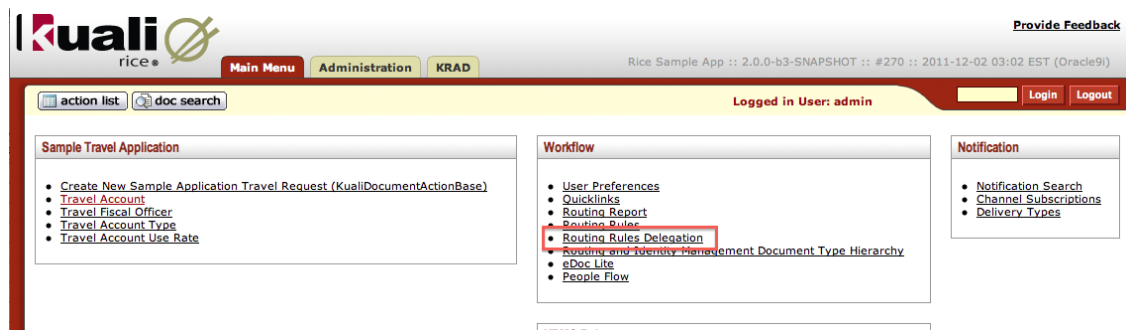 kuali
rice
Provide Feedback
Main Menu
Administration
KRAD
Rice Sample App :: 2.0.0-b3-SNAPSHOT :: #270 :: 2011-12-02 03:02 EST (Oracle9i)
action list
doc search
Logged in User: admin
Login
Logout
Sample Travel Application
Create New Sample Application Travel Request (KualiDocumentActionBase)
Travel Account
Travel Fiscal Officer
Travel Account Type
Travel Account Use Rate
Workflow
User Preferences
Quicklinks
Routing Report
Routing Rules
Routing Rules Delegation
Routing and Identity Management Document Type Hierarchy
eDoc Lite
People Flow
Notification
Notification Search
Channel Subscriptions
Delivery Types